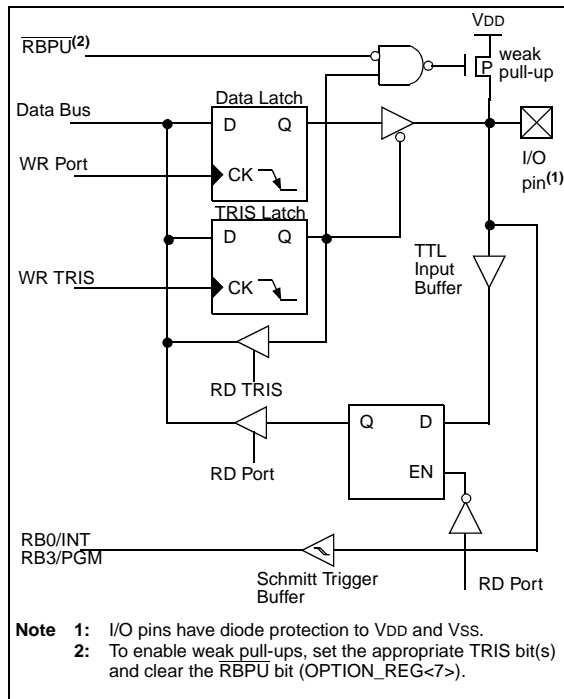 VDD
RBPU(2)
weak
pull-up
P
Data Bus
Data Latch
D Q
WR Port
CK
I/O
pin(1)
TRIS Latch
D Q
TTL
Input
Buffer
WR TRIS
CK
RD TRIS
Q D
RD Port
EN
RB0/INT
RB3/PGM
Schmitt Trigger
Buffer
RD Port
Note 1: I/O pins have diode protection to VDD and VSS.
2: To enable weak pull-ups, set the appropriate TRIS bit(s)
and clear the RBPU bit (OPTION_REG<7>).